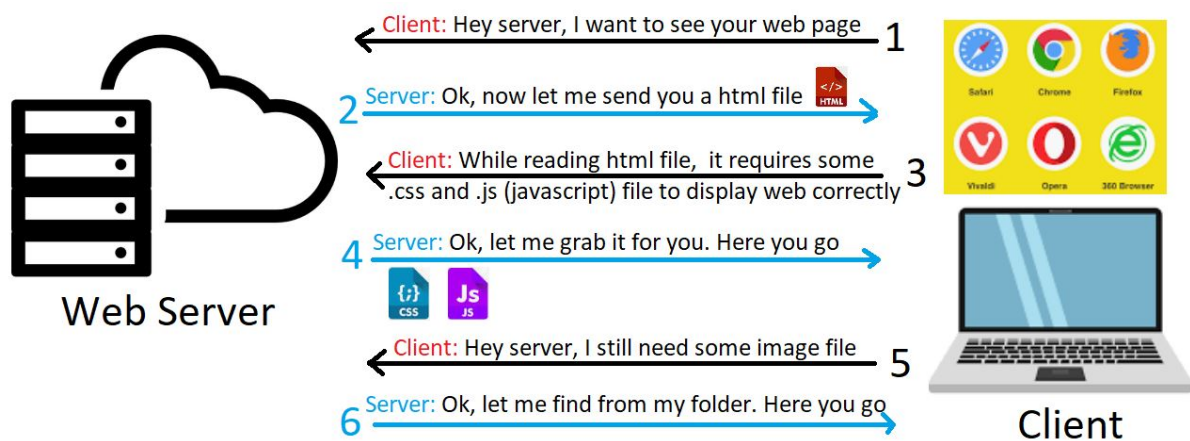 Client: Hey server, I want to see your web page
1
2
Server: Ok, now let me send you a html file
</>
HTML
Client: While reading html file, it requires some
.css and .js (javascript) file to display web correctly
3
4
Server: Ok, let me grab it for you. Here you go
{;}
CSS
Js
JS
Client: Hey server, I still need some image file
5
6
Server: Ok, let me find from my folder. Here you go
Web Server
Safari
Chrome
Firefox
Vivaldi
Opera
360 Browser
Client